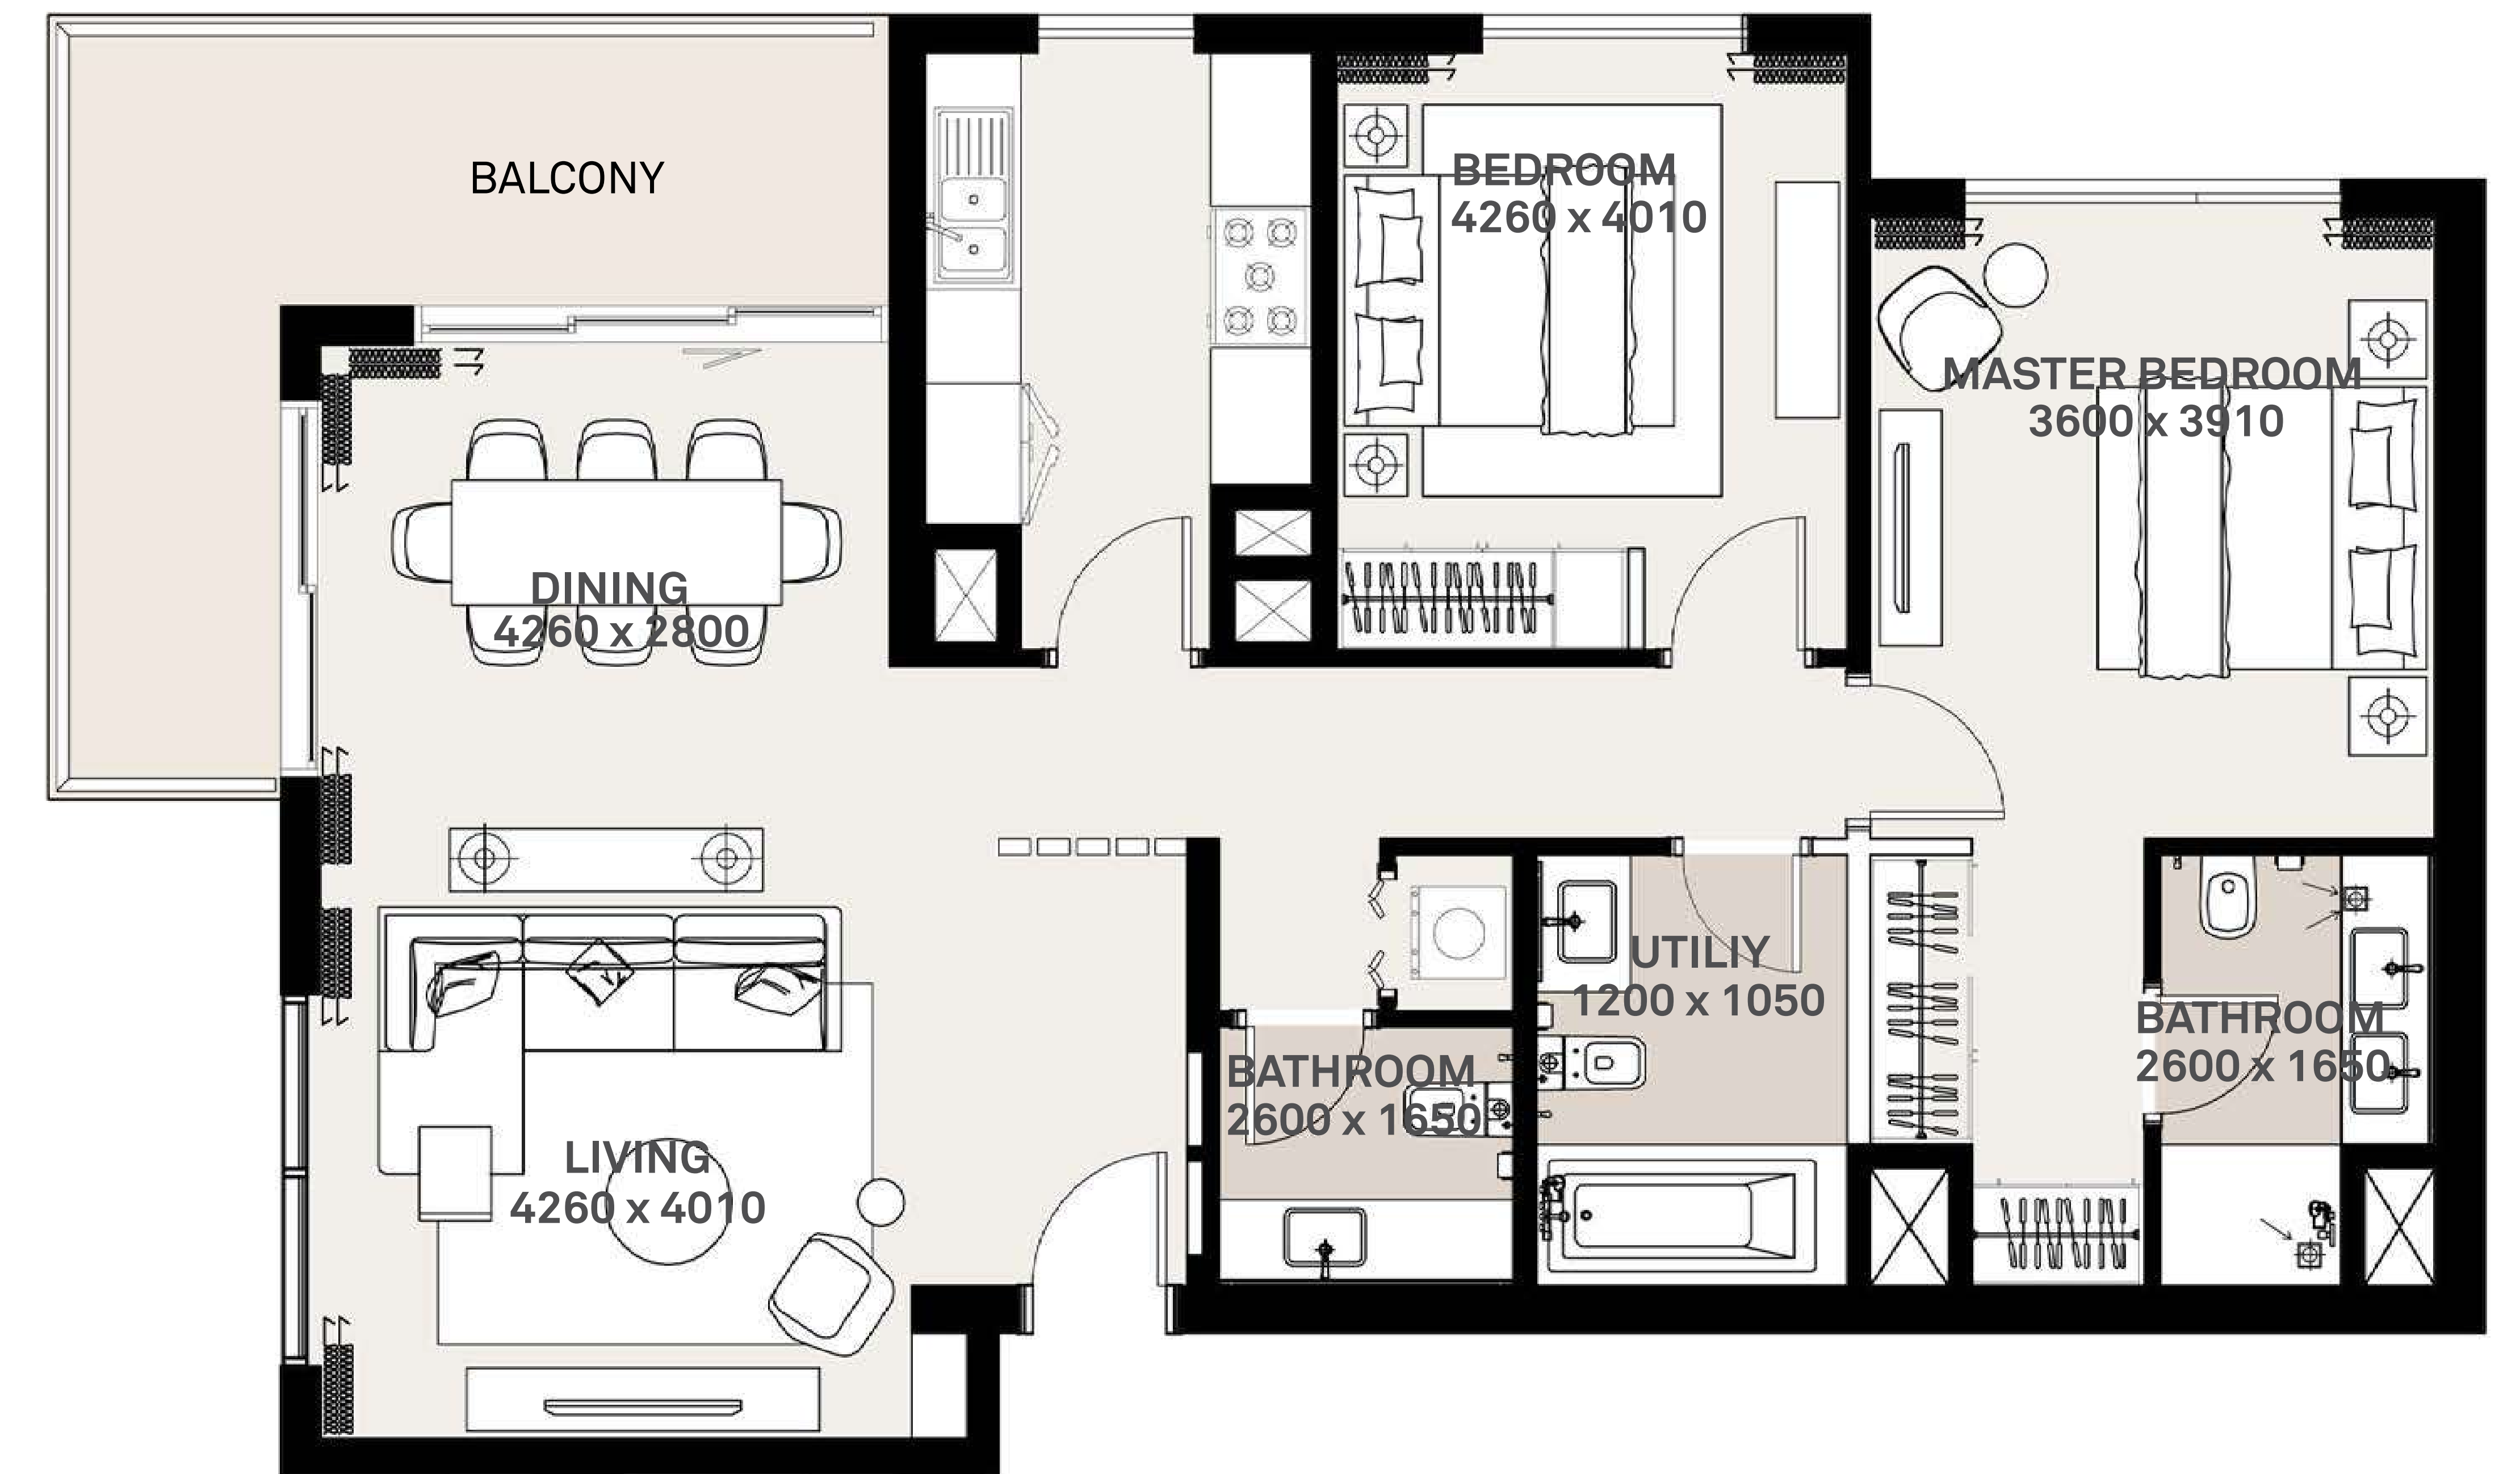 BALCONY
BEDROOM
4260 x 4010
MASTER BEDROOM
3600 x 3910
DINING
4260 x 2800
UTILIY
1200 x 1050
BATHROOM
2600 x 1650
BATHROOM
2600 x 1650
LIVING
4260 x 4010